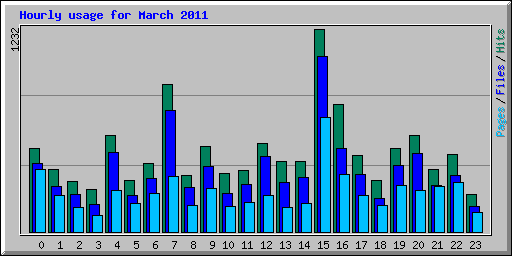 Hourly usage for March 2011
1232
Pages / Files / Hits
0 1 2 3 4 5 6 7 8 9 10 11 12 13 14 15 16 17 18 19 20 21 22 23